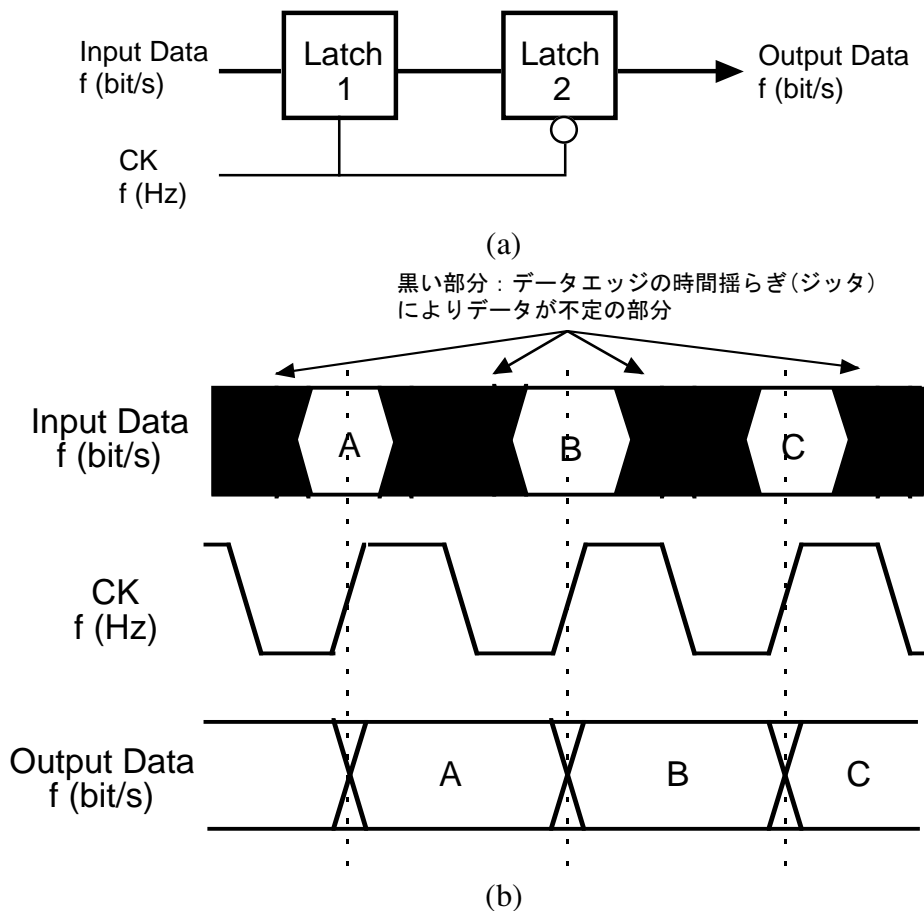 Input Data
f (bit/s)
Latch
1
Latch
2
Output Data
f (bit/s)
CK
f (Hz)
(a)
黒い部分：データエッジの時間揺らぎ(ジッタ)
によりデータが不定の部分
Input Data
f (bit/s)
A
B
C
CK
f (Hz)
Output Data
f (bit/s)
A
B
C
(b)